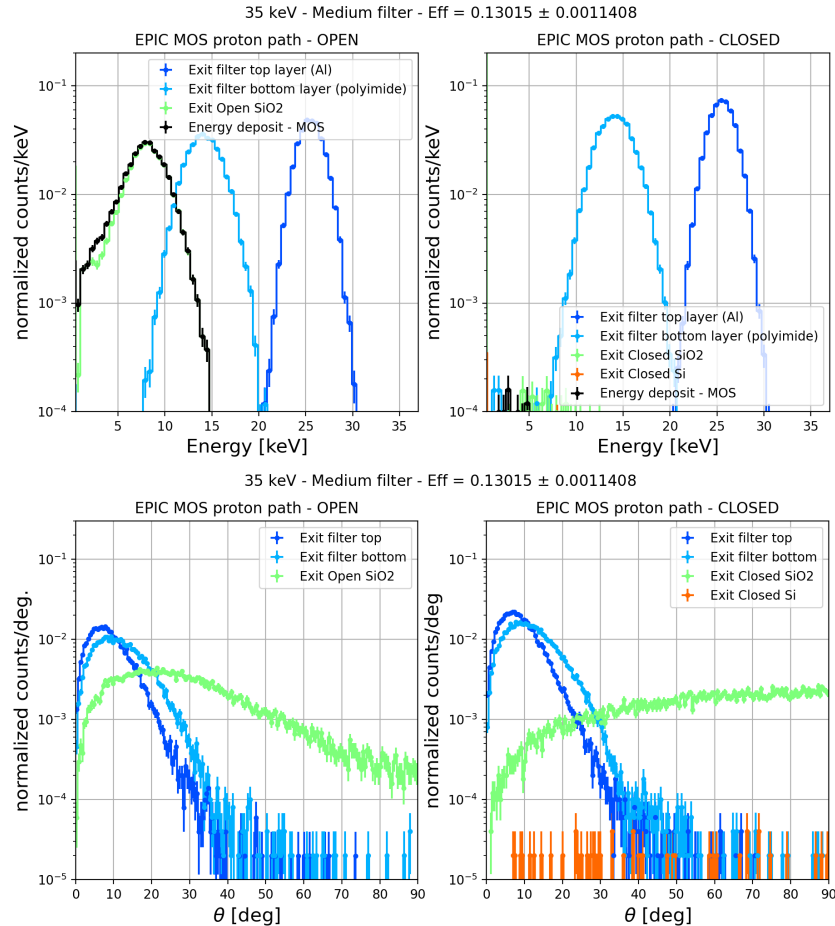 35 keV - Medium filter - Eff = 0.13015 ± 0.0011408
EPIC MOS proton path - OPEN
EPIC MOS proton path - CLOSED
normalized counts/keV
10⁻¹
10⁻²
10⁻³
10⁻⁴
Exit filter top layer (Al)
Exit filter bottom layer (polyimide)
Exit Open SiO2
Energy deposit - MOS
5
10
15
20
25
30
35
Energy [keV]
normalized counts/keV
10⁻¹
10⁻²
10⁻³
10⁻⁴
Exit filter top layer (Al)
Exit filter bottom layer (polyimide)
Exit Closed SiO2
Exit Closed Si
Energy deposit - MOS
5
10
15
20
25
30
35
Energy [keV]
35 keV - Medium filter - Eff = 0.13015 ± 0.0011408
EPIC MOS proton path - OPEN
EPIC MOS proton path - CLOSED
normalized counts/deg.
10⁻¹
10⁻²
10⁻³
10⁻⁴
10⁻⁵
Exit filter top
Exit filter bottom
Exit Open SiO2
0
10
20
30
40
50
60
70
80
90
θ [deg]
normalized counts/deg
10⁻¹
10⁻²
10⁻³
10⁻⁴
10⁻⁵
Exit filter top
Exit filter bottom
Exit Closed SiO2
Exit Closed Si
0
10
20
30
40
50
60
70
80
90
θ [deg]